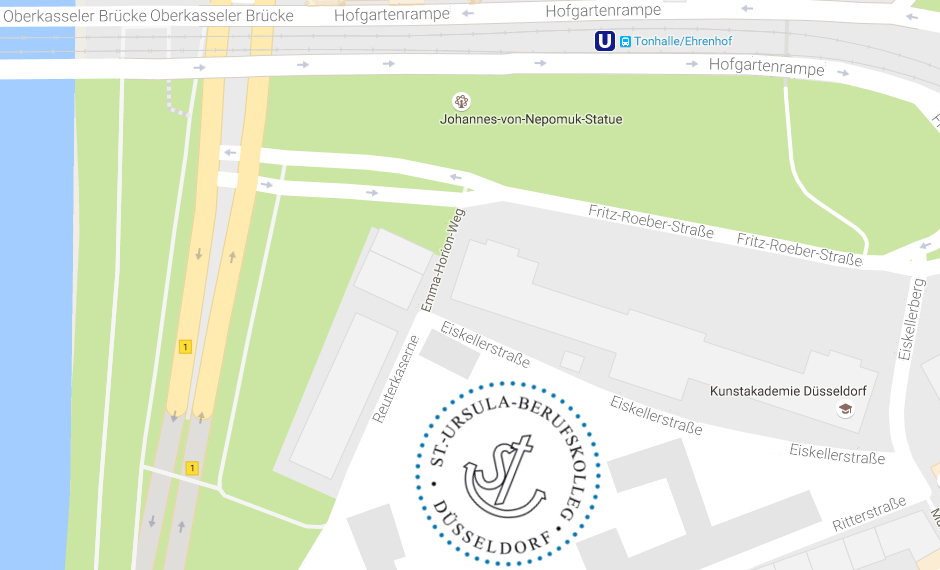 Oberkasseler Brücke Oberkasseler Brücke
Hofgartenrampe
Hofgartenrampe
U
Tonhalle/Ehrenhof
Hofgartenrampe
Johannes-von-Nepomuk-Statue
Fritz-Roeber-Straße
Fritz-Roeber-Straße
Emma-Horion-Weg
Eiskellerberg
Eiskellerstraße
1
Reuterkaserne
Kunstakademie Düsseldorf
Eiskellerstraße
Eiskellerstraße
1
ST.-URSULA-BERUFSKOLLEG
• DÜSSELDORF •
Ritterstraße